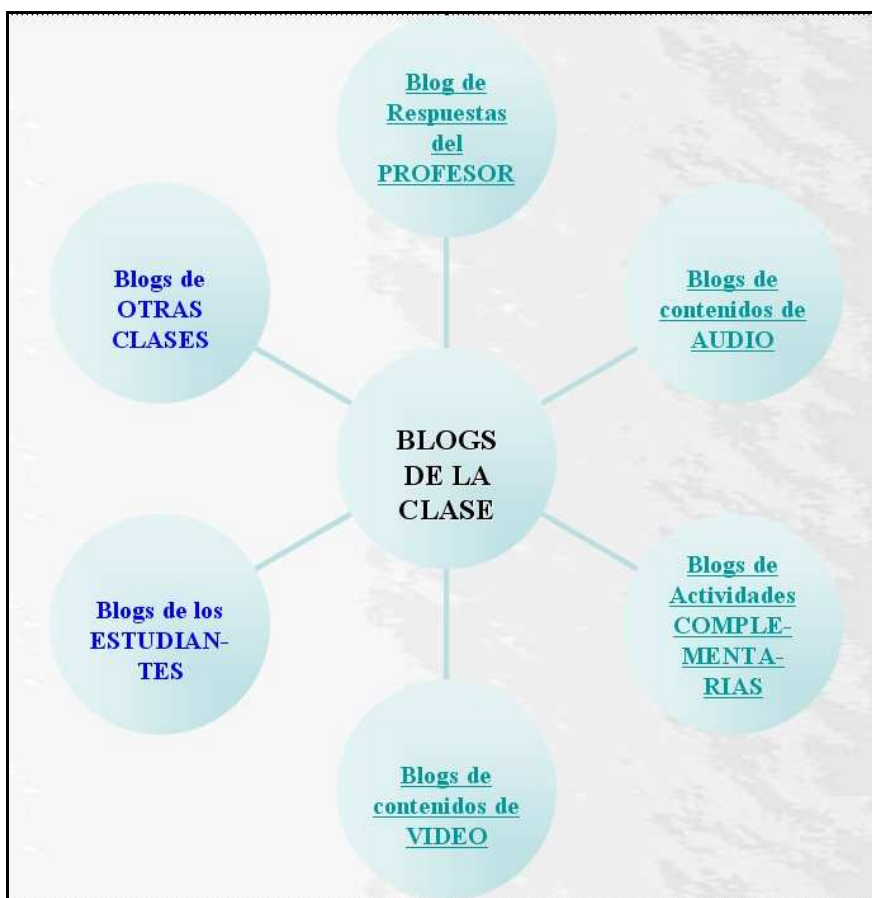 Blog de
Respuestas
del
PROFESOR
Blogs de
OTRAS
CLASES
Blogs de
contenidos de
AUDIO
BLOGS
DE LA
CLASE
Blogs de los
ESTUDIAN-
TES
Blogs de
Actividades
COMPLE-
MENTA-
RIAS
Blogs de
contenidos de
VIDEO